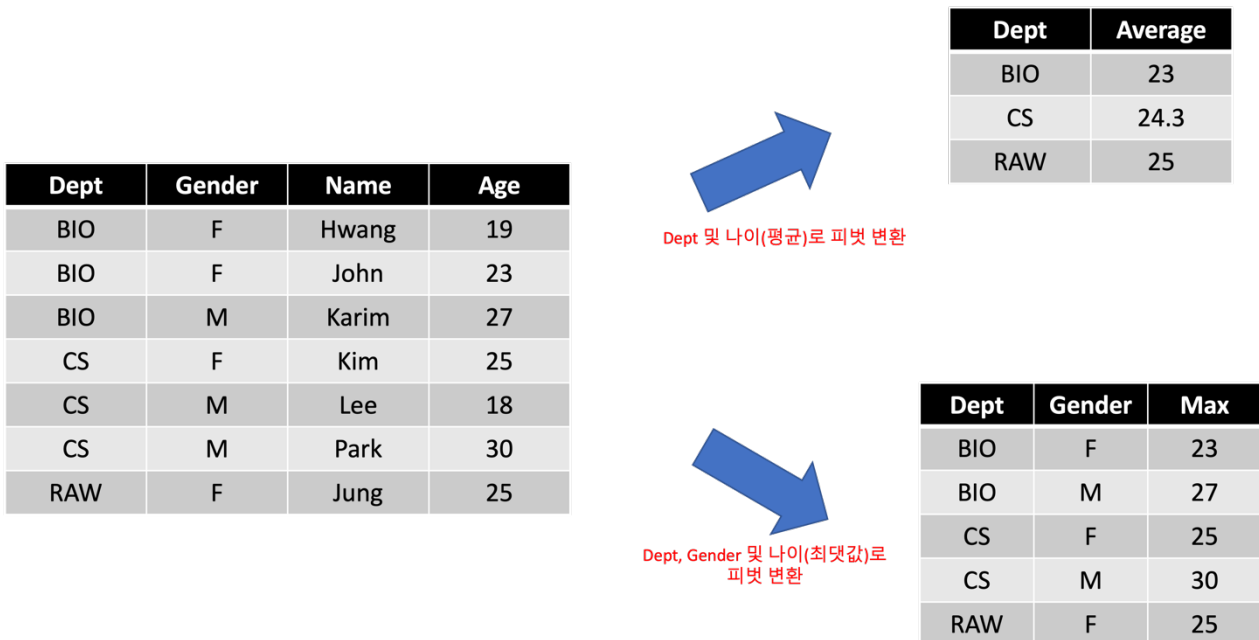 Dept Gender Name Age
BIO F Hwang 19
BIO F John 23
BIO M Karim 27
CS F Kim 25
CS M Lee 18
CS M Park 30
RAW F Jung 25
Dept 및 나이(평균)로 피벗 변환
Dept Average
BIO 23
CS 24.3
RAW 25
Dept, Gender 및 나이(최댓값)로
피벗 변환
Dept Gender Max
BIO F 23
BIO M 27
CS F 25
CS M 30
RAW F 25